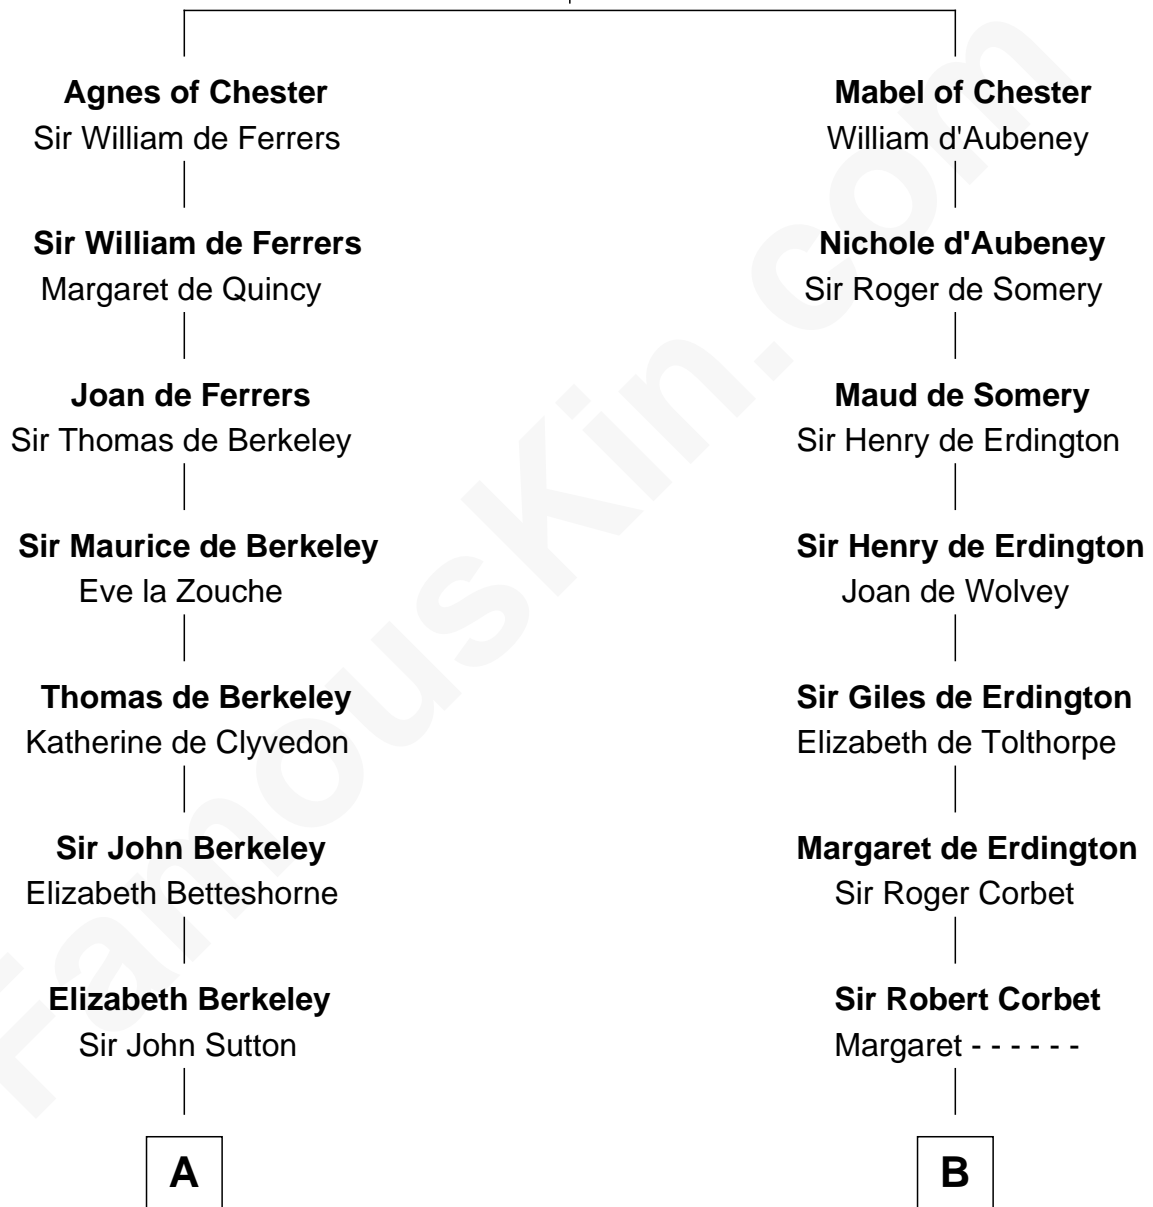 Agnes of Chester
Sir William de Ferrers
Mabel of Chester
William d'Aubeney
Sir William de Ferrers
Margaret de Quincy
Nichole d'Aubeney
Sir Roger de Somery
Joan de Ferrers
Sir Thomas de Berkeley
Maud de Somery
Sir Henry de Erdington
Sir Maurice de Berkeley
Eve la Zouche
Sir Henry de Erdington
Joan de Wolvey
Thomas de Berkeley
Katherine de Clyvedon
Sir Giles de Erdington
Elizabeth de Tolthorpe
Sir John Berkeley
Elizabeth Betteshorne
Margaret de Erdington
Sir Roger Corbet
Elizabeth Berkeley
Sir John Sutton
Sir Robert Corbet
Margaret - - - - - -
A
B
FamousKin.com